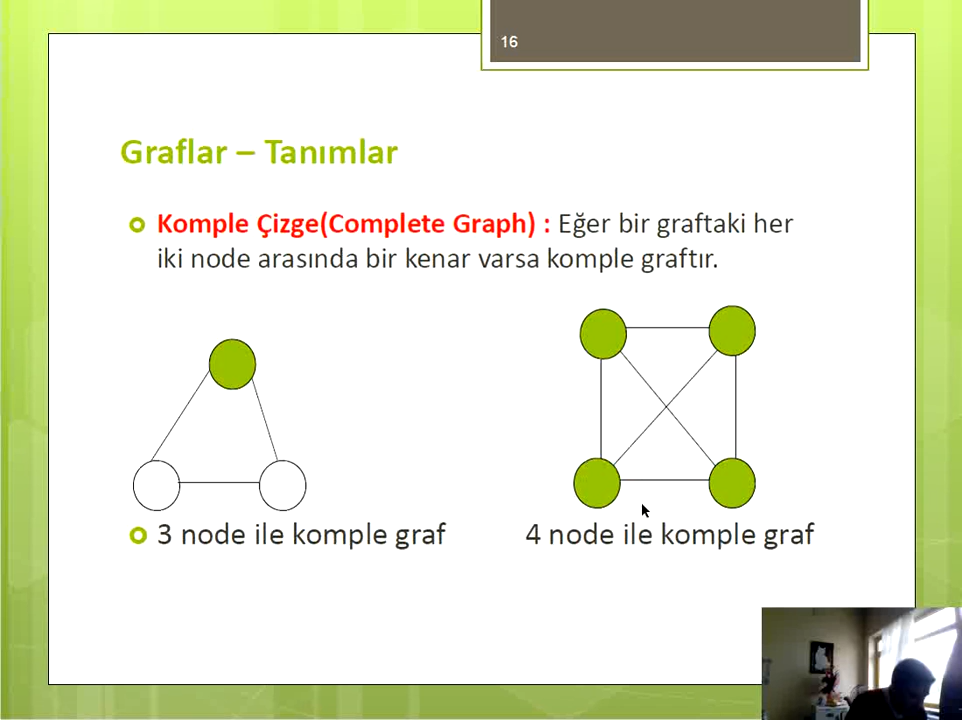 16
Graflar – Tanımlar
Komple Çizge(Complete Graph) : Eğer bir graftaki her
iki node arasında bir kenar varsa komple graftır.
3 node ile komple graf
4 node ile komple graf